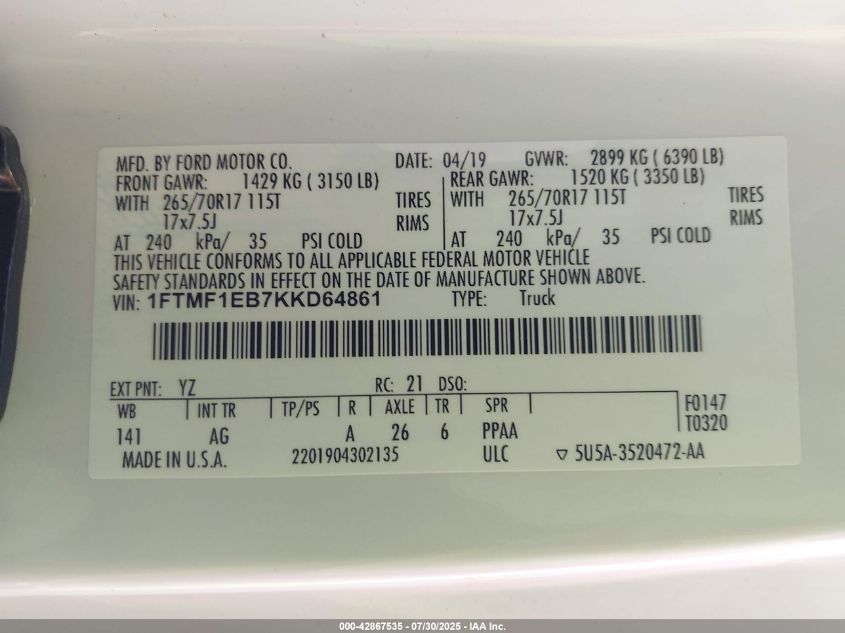 MFD. BY FORD MOTOR CO. DATE: 04/19 GVWR: 2899 KG ( 6390 LB)
FRONT GAWR: 1429 KG ( 3150 LB) REAR GAWR: 1520 KG ( 3350 LB)
WITH 265/70R17 115T TIRES WITH 265/70R17 115T TIRES
17x7.5J RIMS 17x7.5J RIMS
AT 240 kPa/ 35 PSI COLD AT 240 kPa/ 35 PSI COLD
THIS VEHICLE CONFORMS TO ALL APPLICABLE FEDERAL MOTOR VEHICLE
SAFETY STANDARDS IN EFFECT ON THE DATE OF MANUFACTURE SHOWN ABOVE.
VIN: 1FTMF1EB7KKD64861 TYPE: Truck
EXT PNT: YZ RC: 21 DSO:
WB INT TR TP/PS R AXLE TR SPR F0147
T0320
141 AG A 26 6 PPAA
MADE IN U.S.A. 2201904302135 ULC ▽ 5U5A-3520472-AA
000-42867535 - 07/30/2025 - IAA Inc.